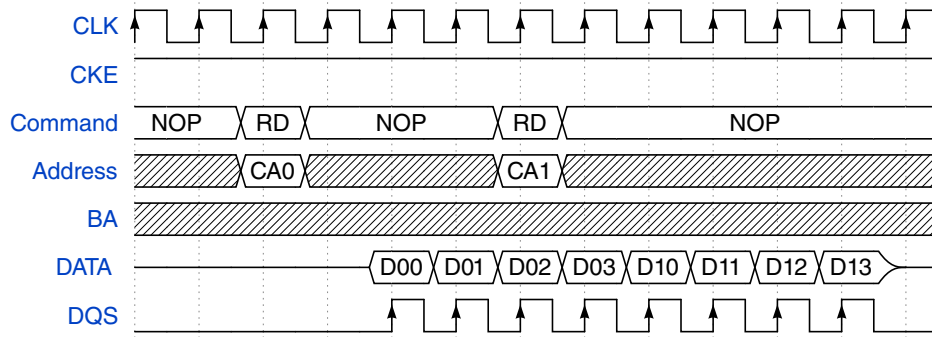 CLK
CKE
Command NOP RD NOP RD NOP
Address CA0 CA1
BA
DATA D00 D01 D02 D03 D10 D11 D12 D13
DQS